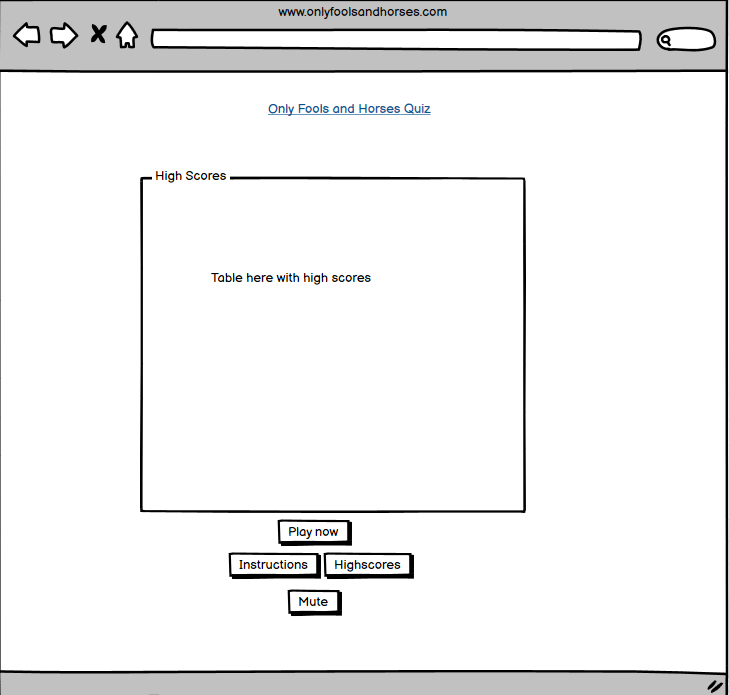 www.onlyfoolsandhorses.com
Only Fools and Horses Quiz
High Scores
Table here with high scores
Play now
Instructions Highscores
Mute